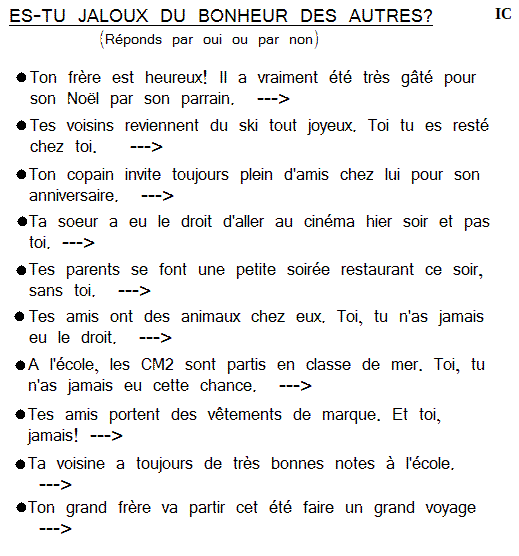 ES-TU JALOUX DU BONHEUR DES AUTRES? IC
(Réponds par oui ou par non)
● Ton frère est heureux! Il a vraiment été très gâté pour
son Noël par son parrain. --->
● Tes voisins reviennent du ski tout joyeux. Toi tu es resté
chez toi. --->
● Ton copain invite toujours plein d'amis chez lui pour son
anniversaire. --->
● Ta soeur a eu le droit d'aller au cinéma hier soir et pas
toi. --->
● Tes parents se font une petite soirée restaurant ce soir,
sans toi. --->
● Tes amis ont des animaux chez eux. Toi, tu n'as jamais
eu le droit. --->
● A l'école, les CM2 sont partis en classe de mer. Toi, tu
n'as jamais eu cette chance. --->
● Tes amis portent des vêtements de marque. Et toi,
jamais! --->
● Ta voisine a toujours de très bonnes notes à l'école.
--->
● Ton grand frère va partir cet été faire un grand voyage
--->